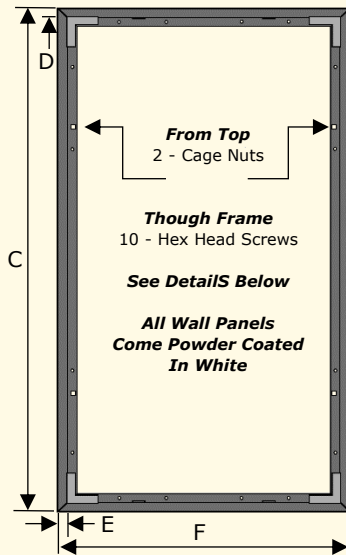 D
From Top
2 - Cage Nuts
C
Though Frame
10 - Hex Head Screws
See DetailS Below
All Wall Panels
Come Powder Coated
In White
E
F